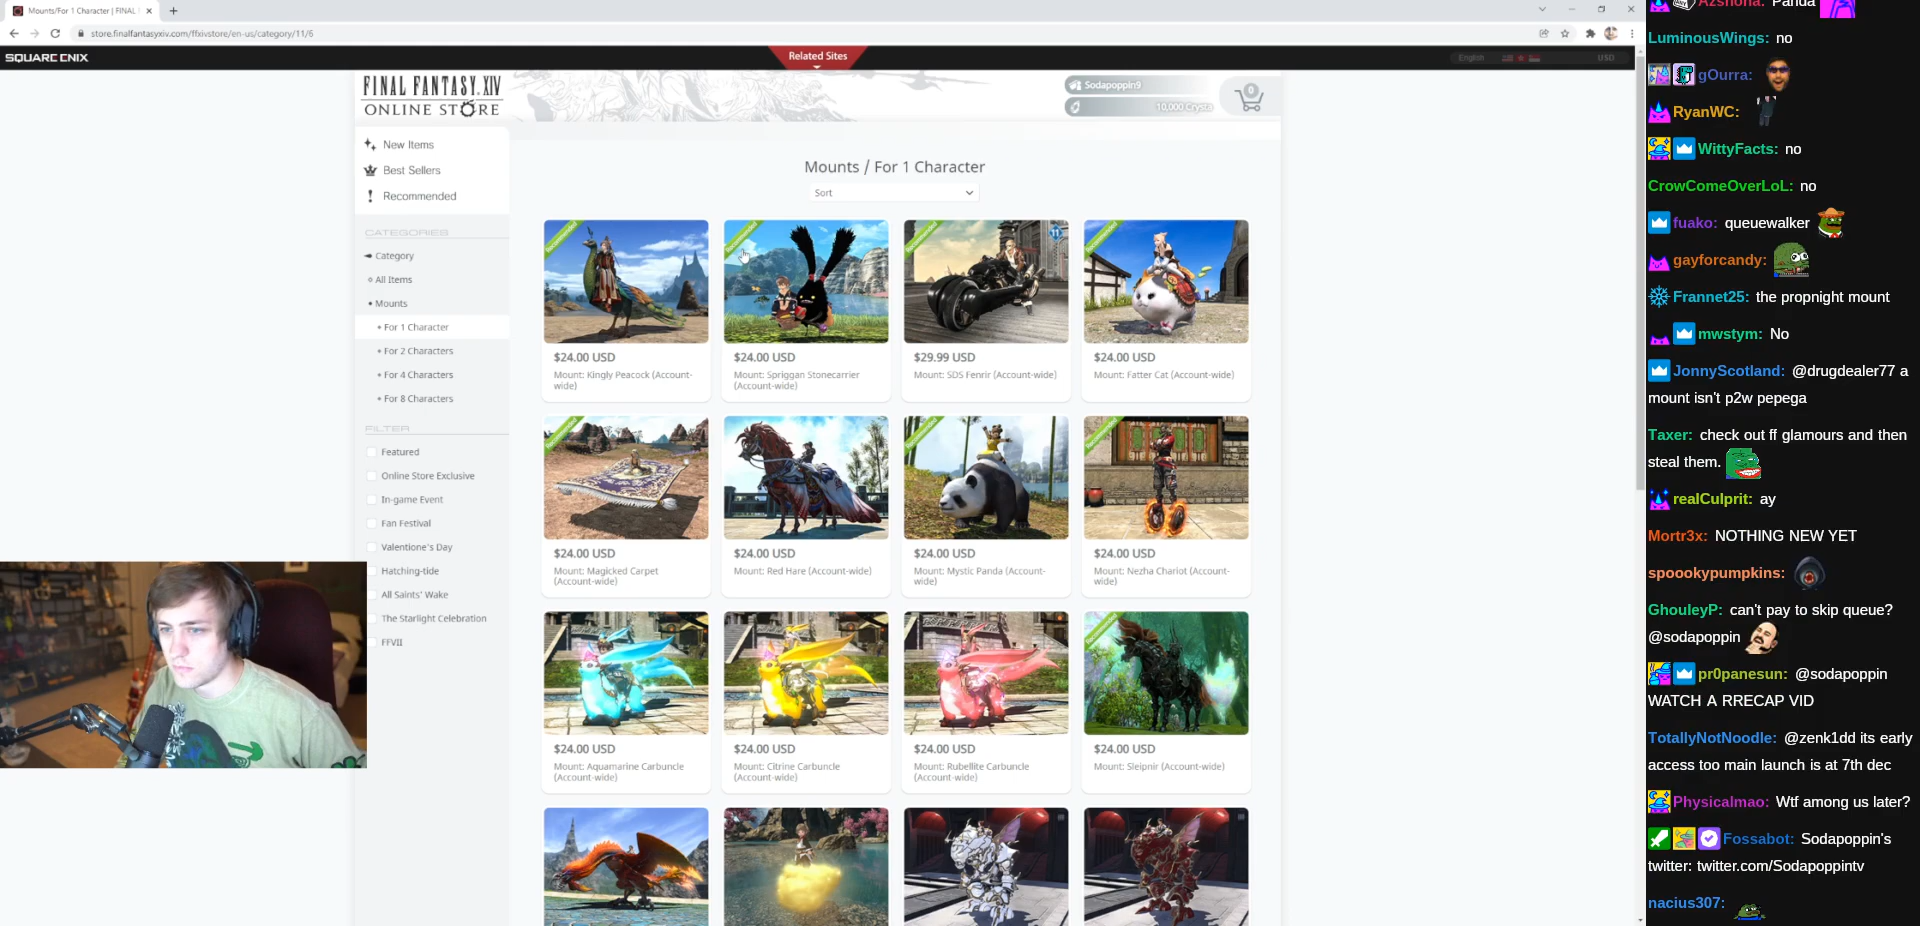 Mounts/For 1 Character | FINAL
store.finalfantasyxiv.com/ffxivstore/en-us/category/11/6
SQUARE ENIX
Related Sites
English
USD
FINAL FANTASY XIV
ONLINE STORE
Sodapoppin9
10,000 Crysta
0
New Items
Best Sellers
Recommended
CATEGORIES
Category
All Items
Mounts
For 1 Character
For 2 Characters
For 4 Characters
For 8 Characters
FILTER
Featured
Online Store Exclusive
In-game Event
Fan Festival
Valentione's Day
Hatching-tide
All Saints' Wake
The Starlight Celebration
FFVII
Mounts / For 1 Character
Sort
Recommended
$24.00 USD
Mount: Kingly Peacock (Account-
wide)
Recommended
$24.00 USD
Mount: Spriggan Stonecarrier
(Account-wide)
Recommended
$29.99 USD
Mount: SDS Fenrir (Account-wide)
Recommended
$24.00 USD
Mount: Fatter Cat (Account-wide)
Recommended
$24.00 USD
Mount: Magicked Carpet
(Account-wide)
$24.00 USD
Mount: Red Hare (Account-wide)
Recommended
$24.00 USD
Mount: Mystic Panda (Account-
wide)
Recommended
$24.00 USD
Mount: Nezha Chariot (Account-
wide)
$24.00 USD
Mount: Aquamarine Carbuncle
(Account-wide)
$24.00 USD
Mount: Citrine Carbuncle
(Account-wide)
$24.00 USD
Mount: Rubellite Carbuncle
(Account-wide)
Recommended
$24.00 USD
Mount: Sleipnir (Account-wide)
Azshoria: Panda
LuminousWings: no
gOurra:
RyanWC:
WittyFacts: no
CrowComeOverLoL: no
fuako: queuewalker
gayforcandy:
Frannet25: the propnight mount
mwstym: No
JonnyScotland: @drugdealer77 a
mount isn't p2w pepega
Taxer: check out ff glamours and then
steal them.
realCulprit: ay
Mortr3x: NOTHING NEW YET
spoookypumpkins:
GhouleyP: can't pay to skip queue?
@sodapoppin
pr0panesun: @sodapoppin
WATCH A RRECAP VID
TotallyNotNoodle: @zenk1dd its early
access too main launch is at 7th dec
Physicalmao: Wtf among us later?
Fossabot: Sodapoppin's
twitter: twitter.com/Sodapoppintv
nacius307: